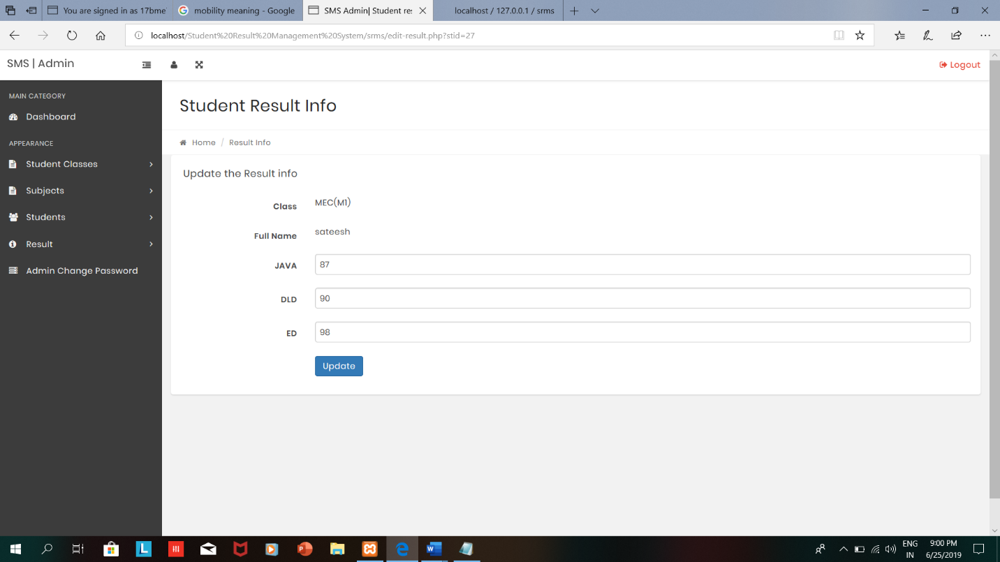 You are signed in as 17bme
mobility meaning - Google
SMS Admin| Student res
localhost / 127.0.0.1 / srms
localhost/Student%20Result%20Management%20System/srms/edit-result.php?stid=27
SMS | Admin
Logout
MAIN CATEGORY
Dashboard
APPEARANCE
Student Classes
Subjects
Students
Result
Admin Change Password
Student Result Info
Home / Result Info
Update the Result info
Class MEC(M1)
Full Name sateesh
JAVA 87
DLD 90
ED 98
Update
ENG
IN
9:00 PM
6/25/2019